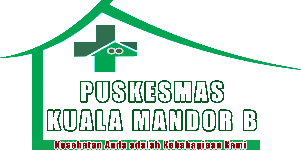 PUSKESMAS
KUALA MANDOR B
Kesehatan Anda adalah Kebahagiaan Kami